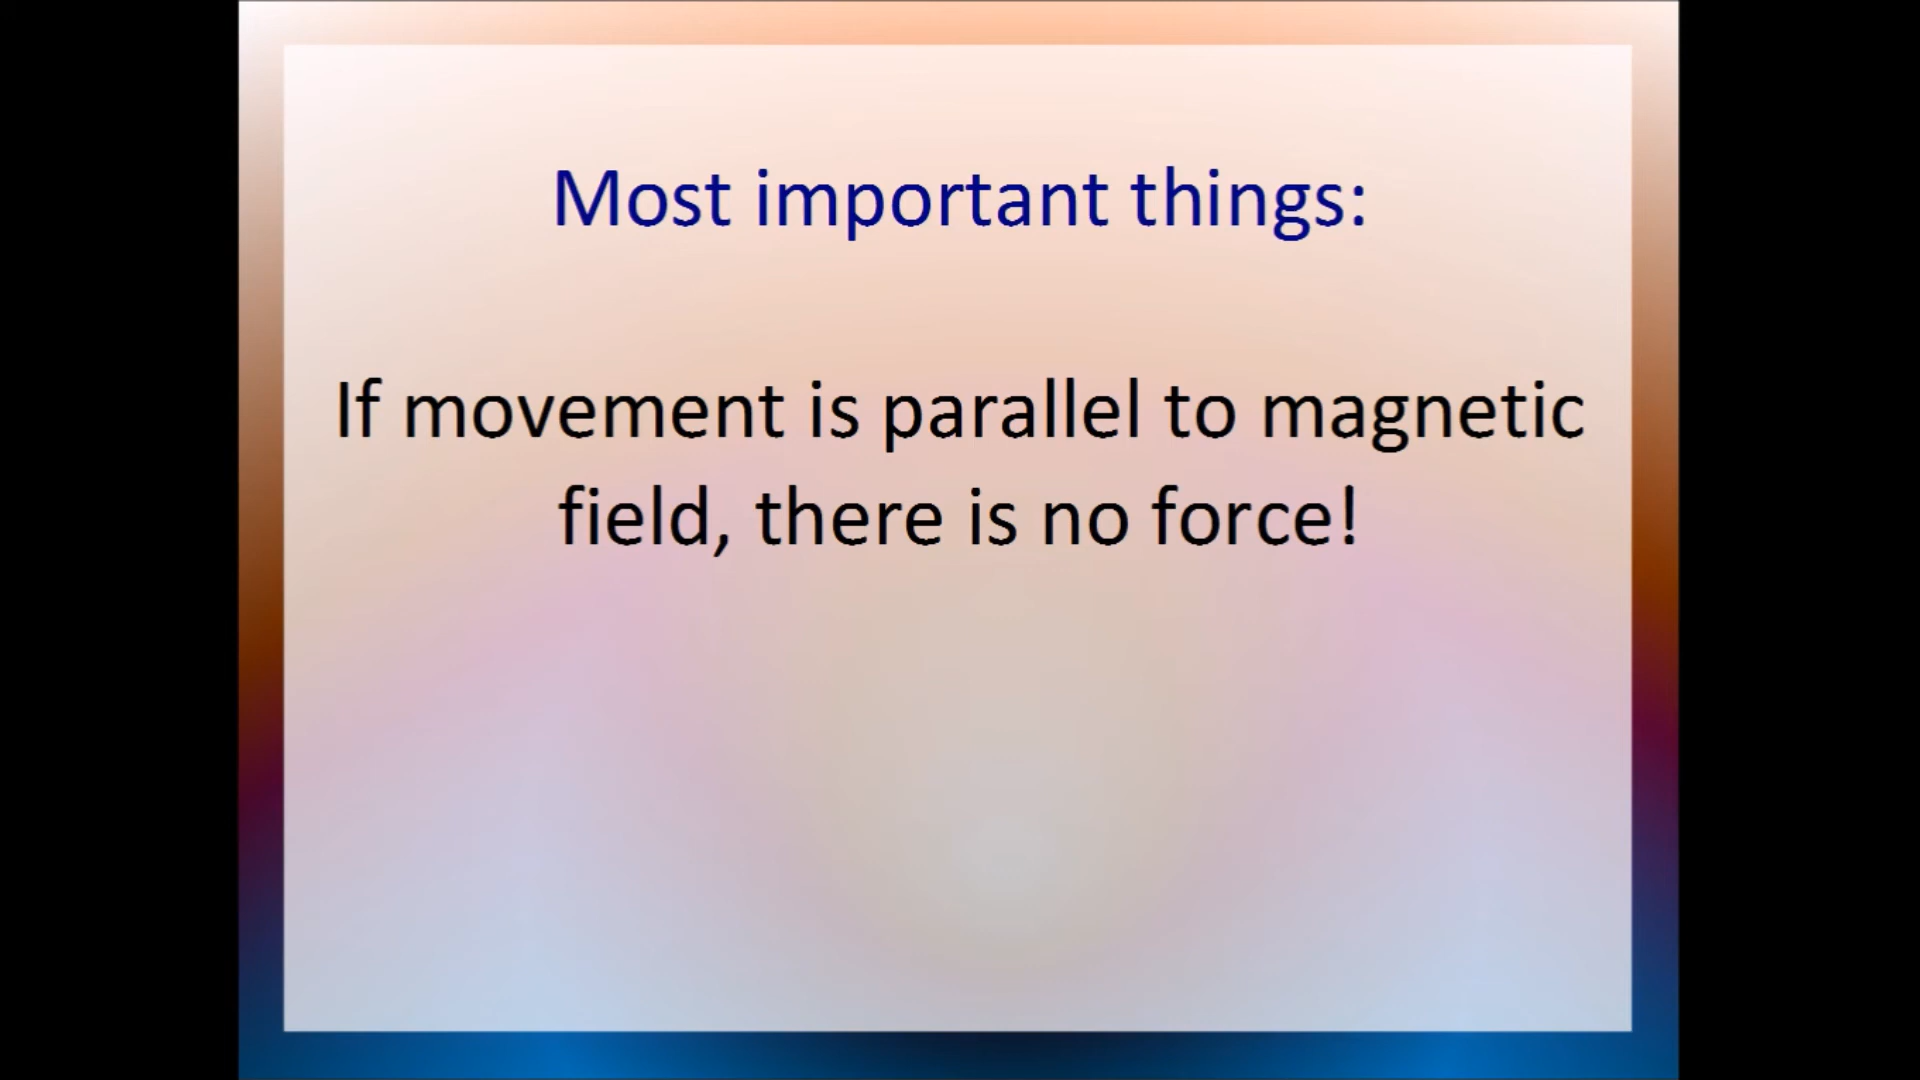 Most important things:
If movement is parallel to magnetic
field, there is no force!